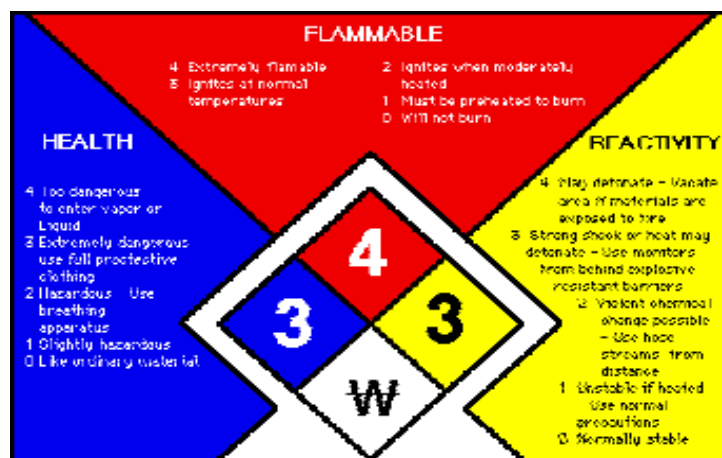 FLAMMABLE
4 Extremely flamable
3 Ignites at normal
temperatures
2 Ignites when moderately
heated
1 Must be preheated to burn
0 Will not burn
HEALTH
4 Too dangerous
to enter vapor or
Liquid
3 Extremely dangerous
use full proctective
clothing
2 Hazardous Use
breathing
apparatus
1 Slightly hazardous
0 Like ordinary material
REACTIVITY
4 May detonate - Vacate
area if materials are
exposed to fire
3 Strong shock or heat may
detonate - Use monitors
from behind explosive
resistant barriers
2 Violent chemical
change possible
- Use hose
streams from
distance
1 Unstable if heated
Use normal
precautions
0 Normally stable
4
3
3
W